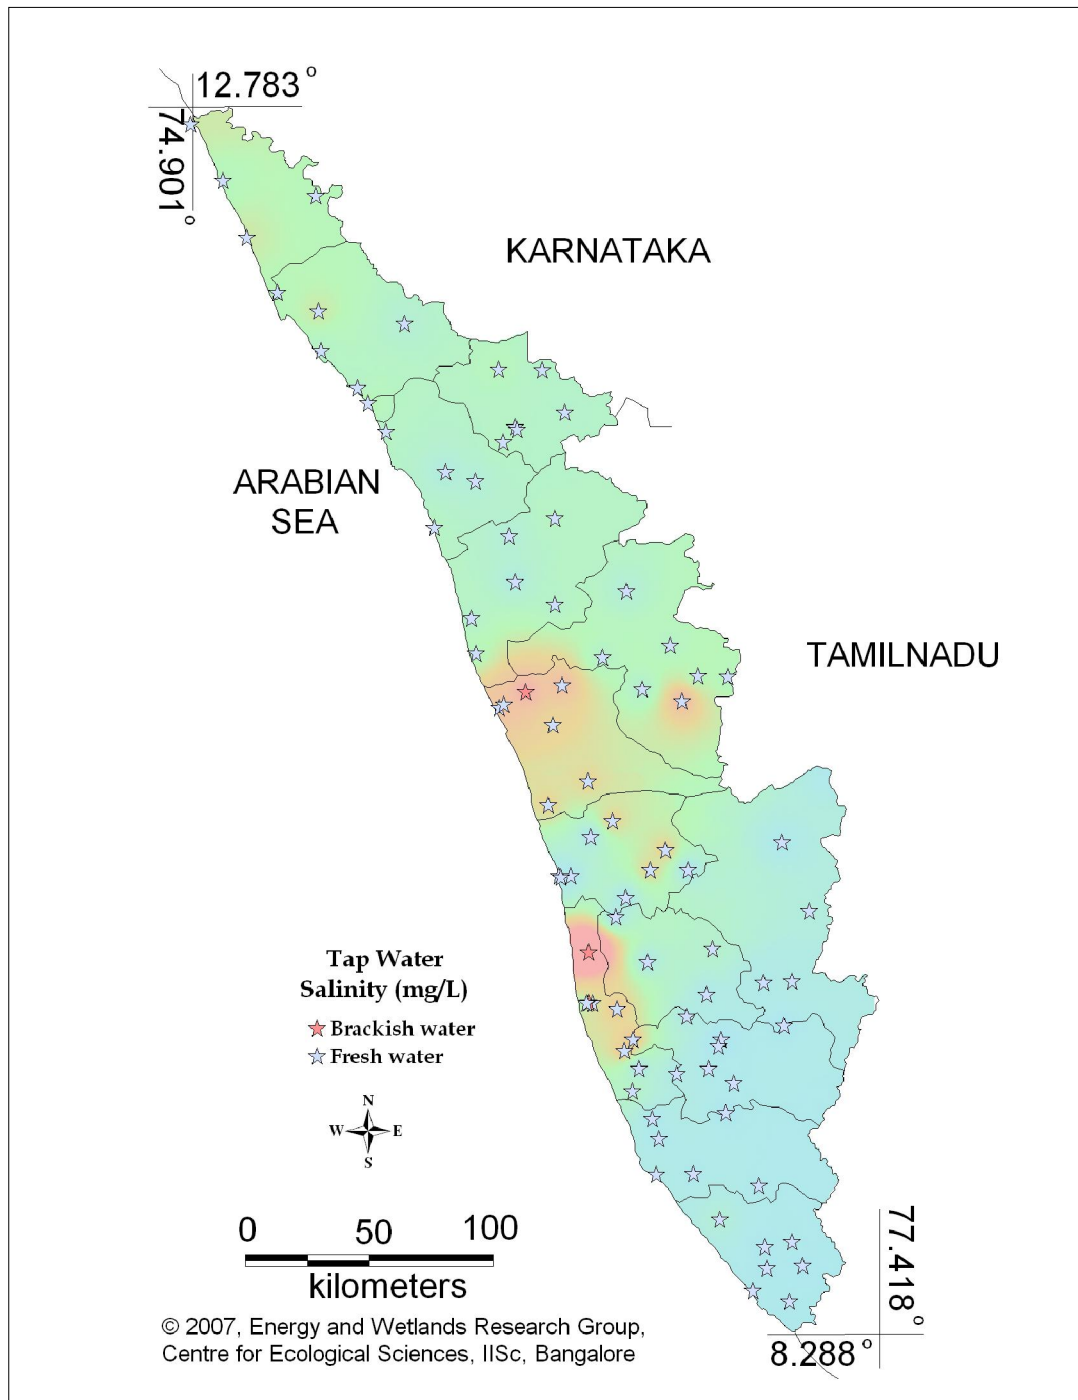 12.783°
74.901°
KARNATAKA
ARABIAN
SEA
TAMILNADU
Tap Water
Salinity (mg/L)
Brackish water
Fresh water
N
W E
S
0 50 100
kilometers
77.418°
8.288°
© 2007, Energy and Wetlands Research Group,
Centre for Ecological Sciences, IISc, Bangalore